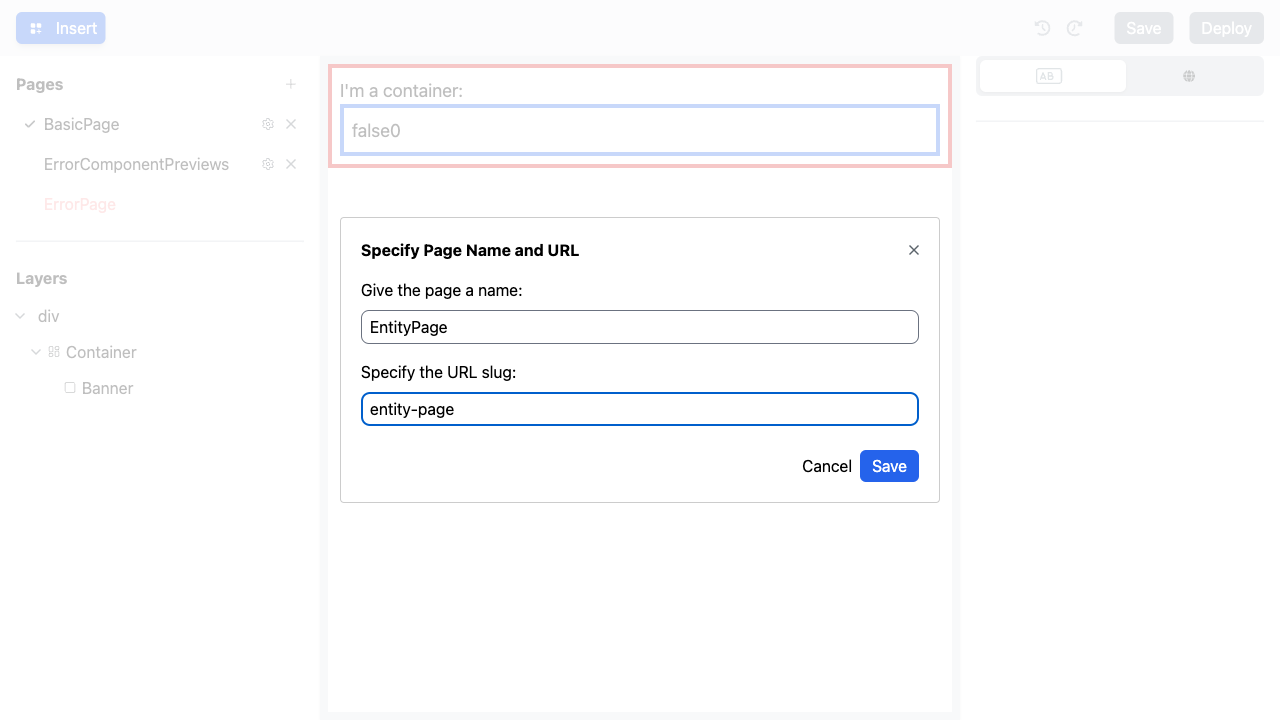 Insert
Save
Deploy
Pages
BasicPage
ErrorComponentPreviews
ErrorPage
Layers
div
Container
Banner
I'm a container:
false0
Specify Page Name and URL
Give the page a name:
EntityPage
Specify the URL slug:
entity-page
Cancel
Save
AB